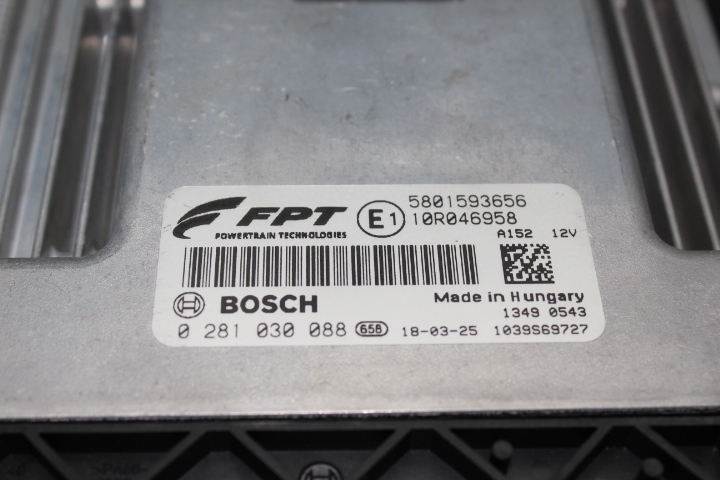 FPT
POWERTRAIN TECHNOLOGIES
E1
5801593656
10R046958
A152 12V
BOSCH
Made in Hungary
1349 0543
0 281 030 088 658 18-03-25 1039S69727